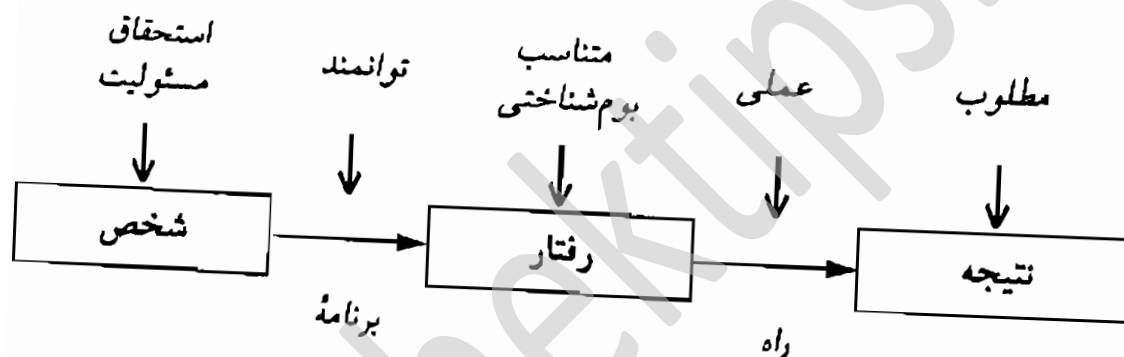 استحقاق
مسئولیت
توانمند
متناسب
بوم‌شناختی
عملی
مطلوب
شخص
رفتار
نتیجه
برنامهٔ
راه